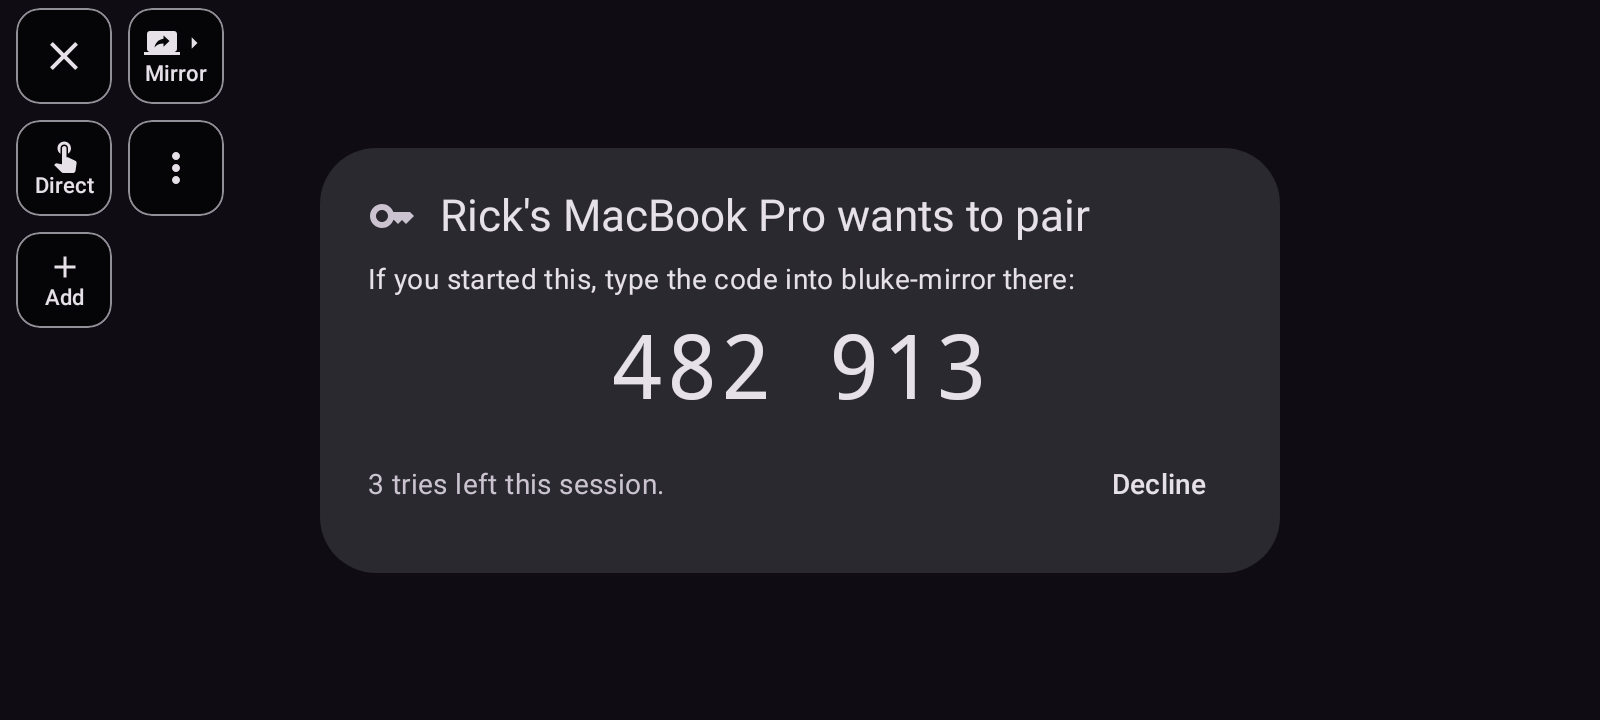 Mirror
Direct
Add
Rick's MacBook Pro wants to pair
If you started this, type the code into bluke-mirror there:
482 913
3 tries left this session.
Decline